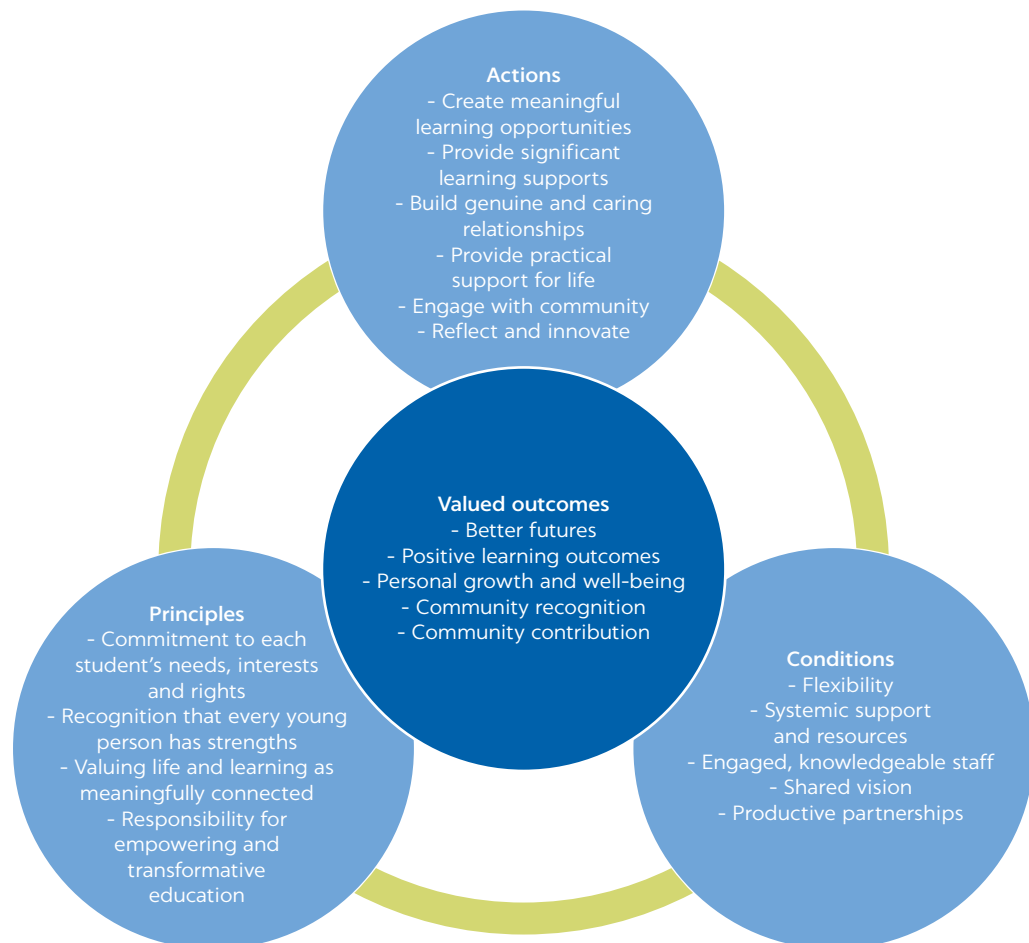 Actions
- Create meaningful
learning opportunities
- Provide significant
learning supports
- Build genuine and caring
relationships
- Provide practical
support for life
- Engage with community
- Reflect and innovate
Valued outcomes
- Better futures
- Positive learning outcomes
- Personal growth and well-being
- Community recognition
- Community contribution
Principles
- Commitment to each
student’s needs, interests
and rights
- Recognition that every young
person has strengths
- Valuing life and learning as
meaningfully connected
- Responsibility for
empowering and
transformative
education
Conditions
- Flexibility
- Systemic support
and resources
- Engaged, knowledgeable staff
- Shared vision
- Productive partnerships